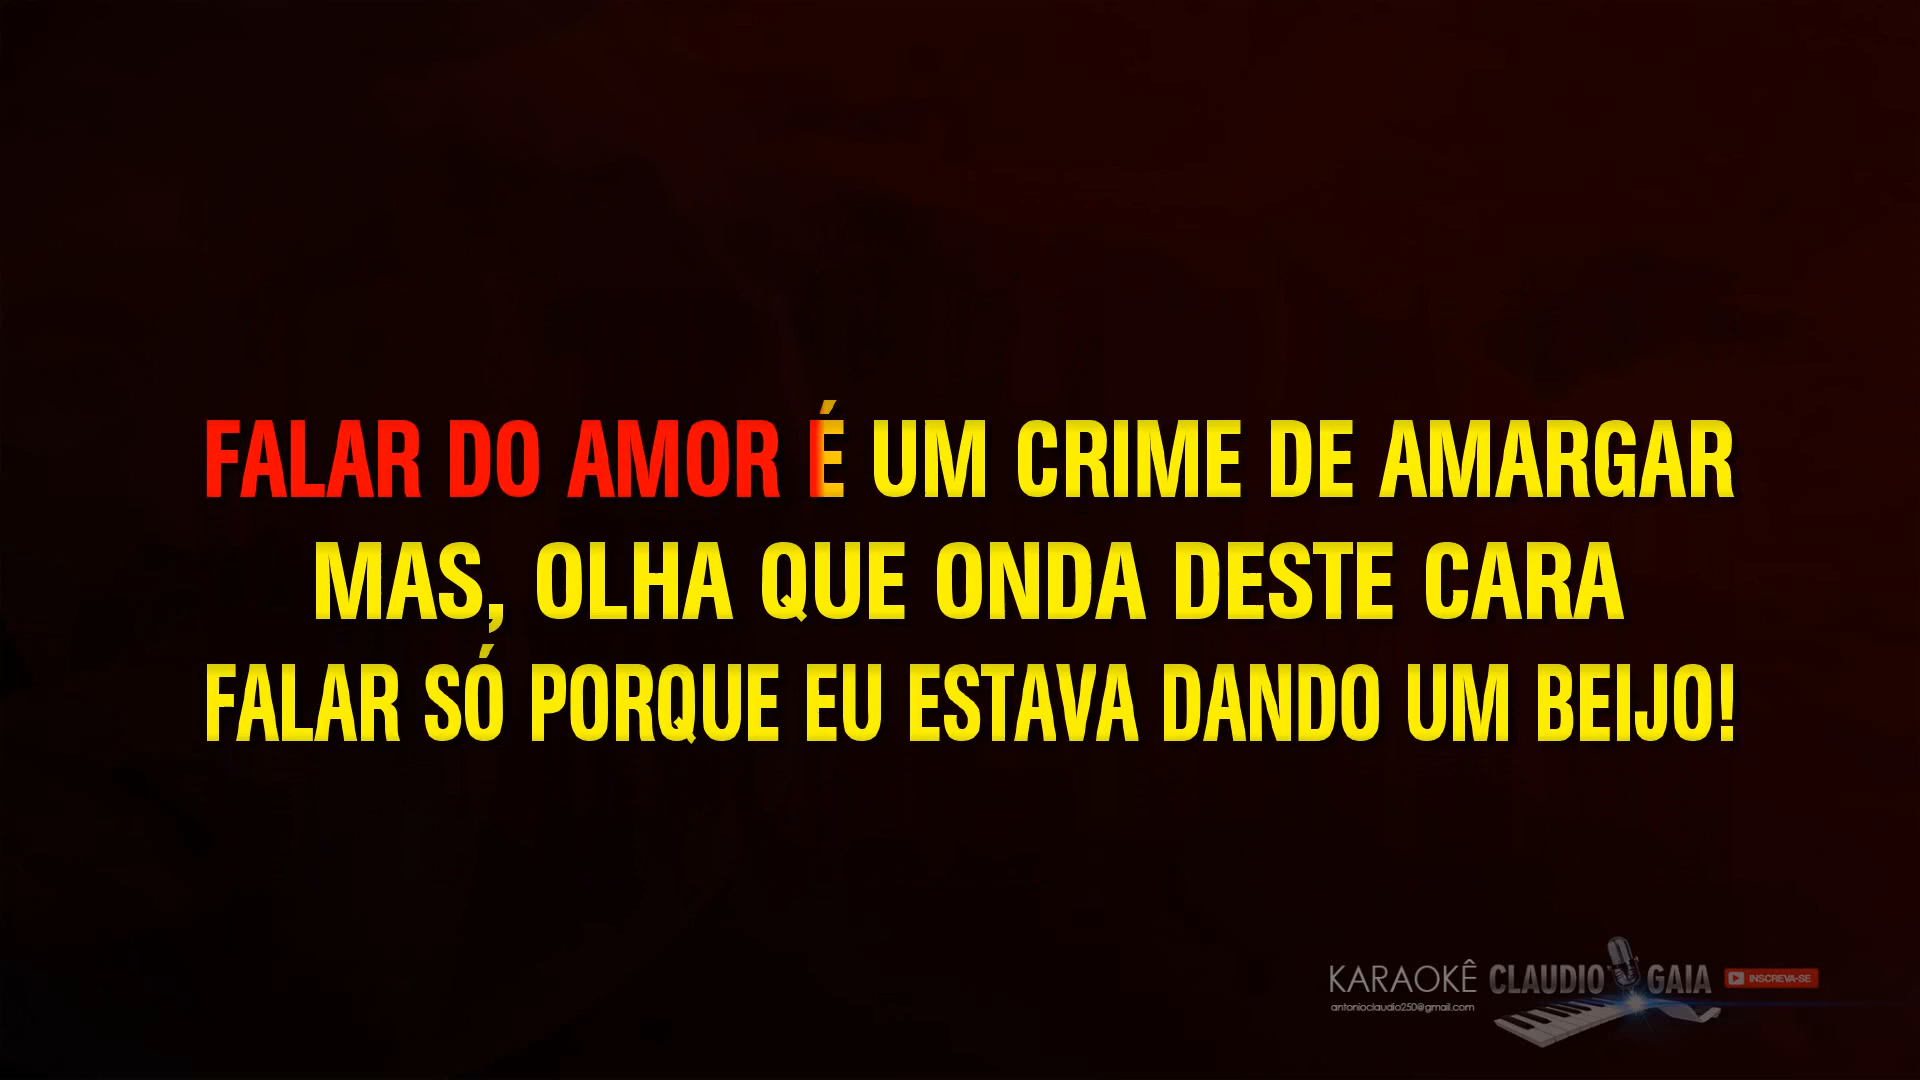 FALAR DO AMOR É UM CRIME DE AMARGAR
MAS, OLHA QUE ONDA DESTE CARA
FALAR SÓ PORQUE EU ESTAVA DANDO UM BEIJO!
KARAOKÊ CLAUDIO GAIA INSCREVA-SE
antonioclaudio250@gmail.com